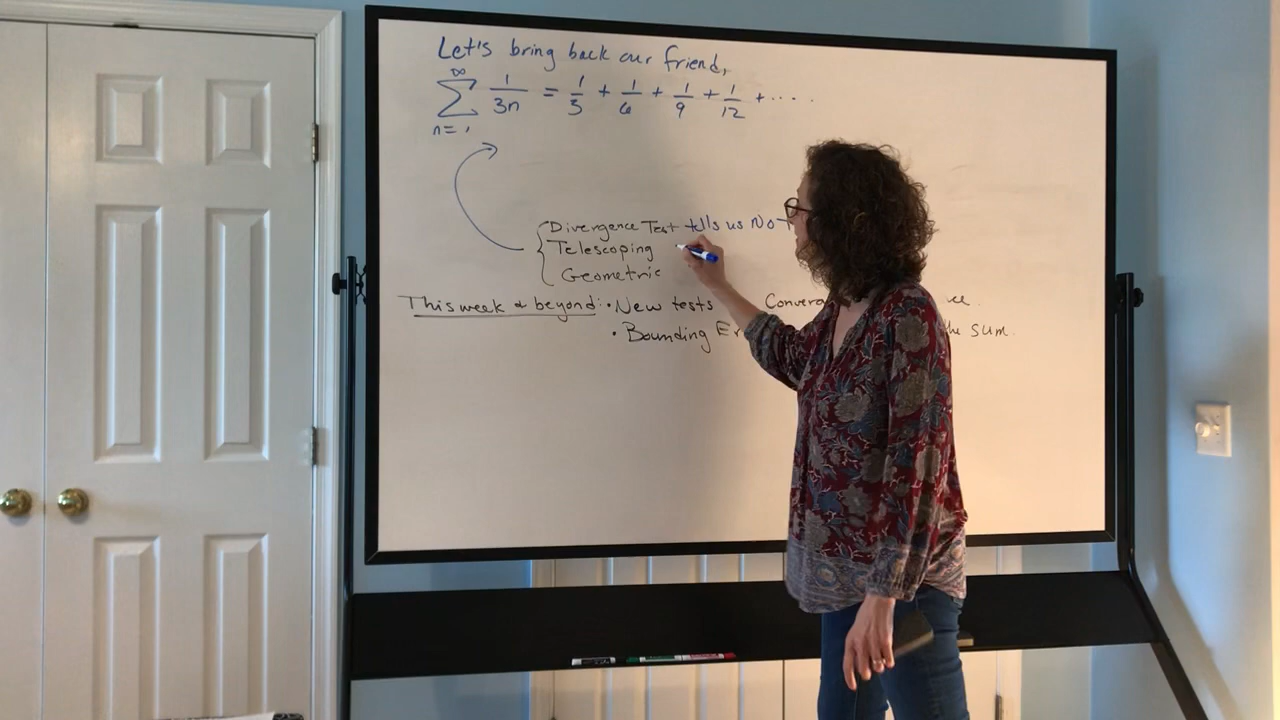 Let's bring back our friend,
∞
∑ 1/3n = 1/3 + 1/6 + 1/9 + 1/12 + ....
n=1
Divergence Test tells us No
Telescoping
Geometric
This week & beyond: • New tests
• Bounding the sum.